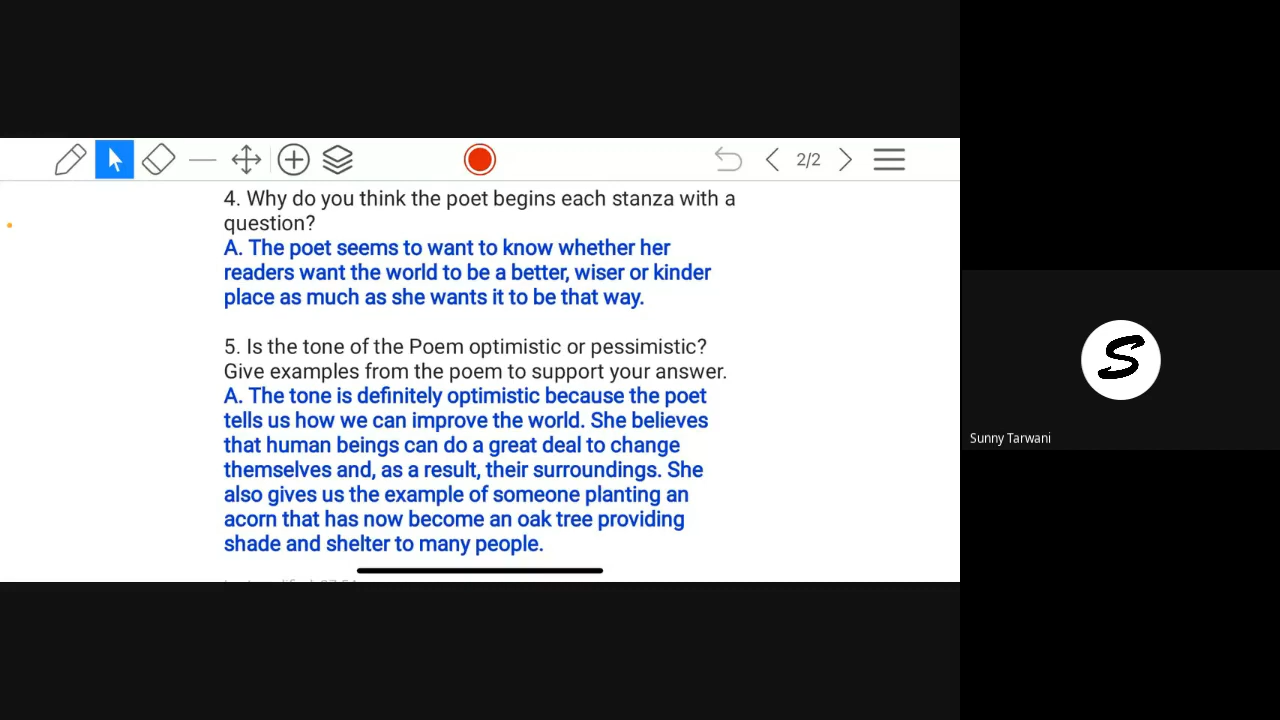 2/2
4. Why do you think the poet begins each stanza with a
question?
A. The poet seems to want to know whether her
readers want the world to be a better, wiser or kinder
place as much as she wants it to be that way.
5. Is the tone of the Poem optimistic or pessimistic?
Give examples from the poem to support your answer.
A. The tone is definitely optimistic because the poet
tells us how we can improve the world. She believes
that human beings can do a great deal to change
themselves and, as a result, their surroundings. She
also gives us the example of someone planting an
acorn that has now become an oak tree providing
shade and shelter to many people.
S
Sunny Tarwani